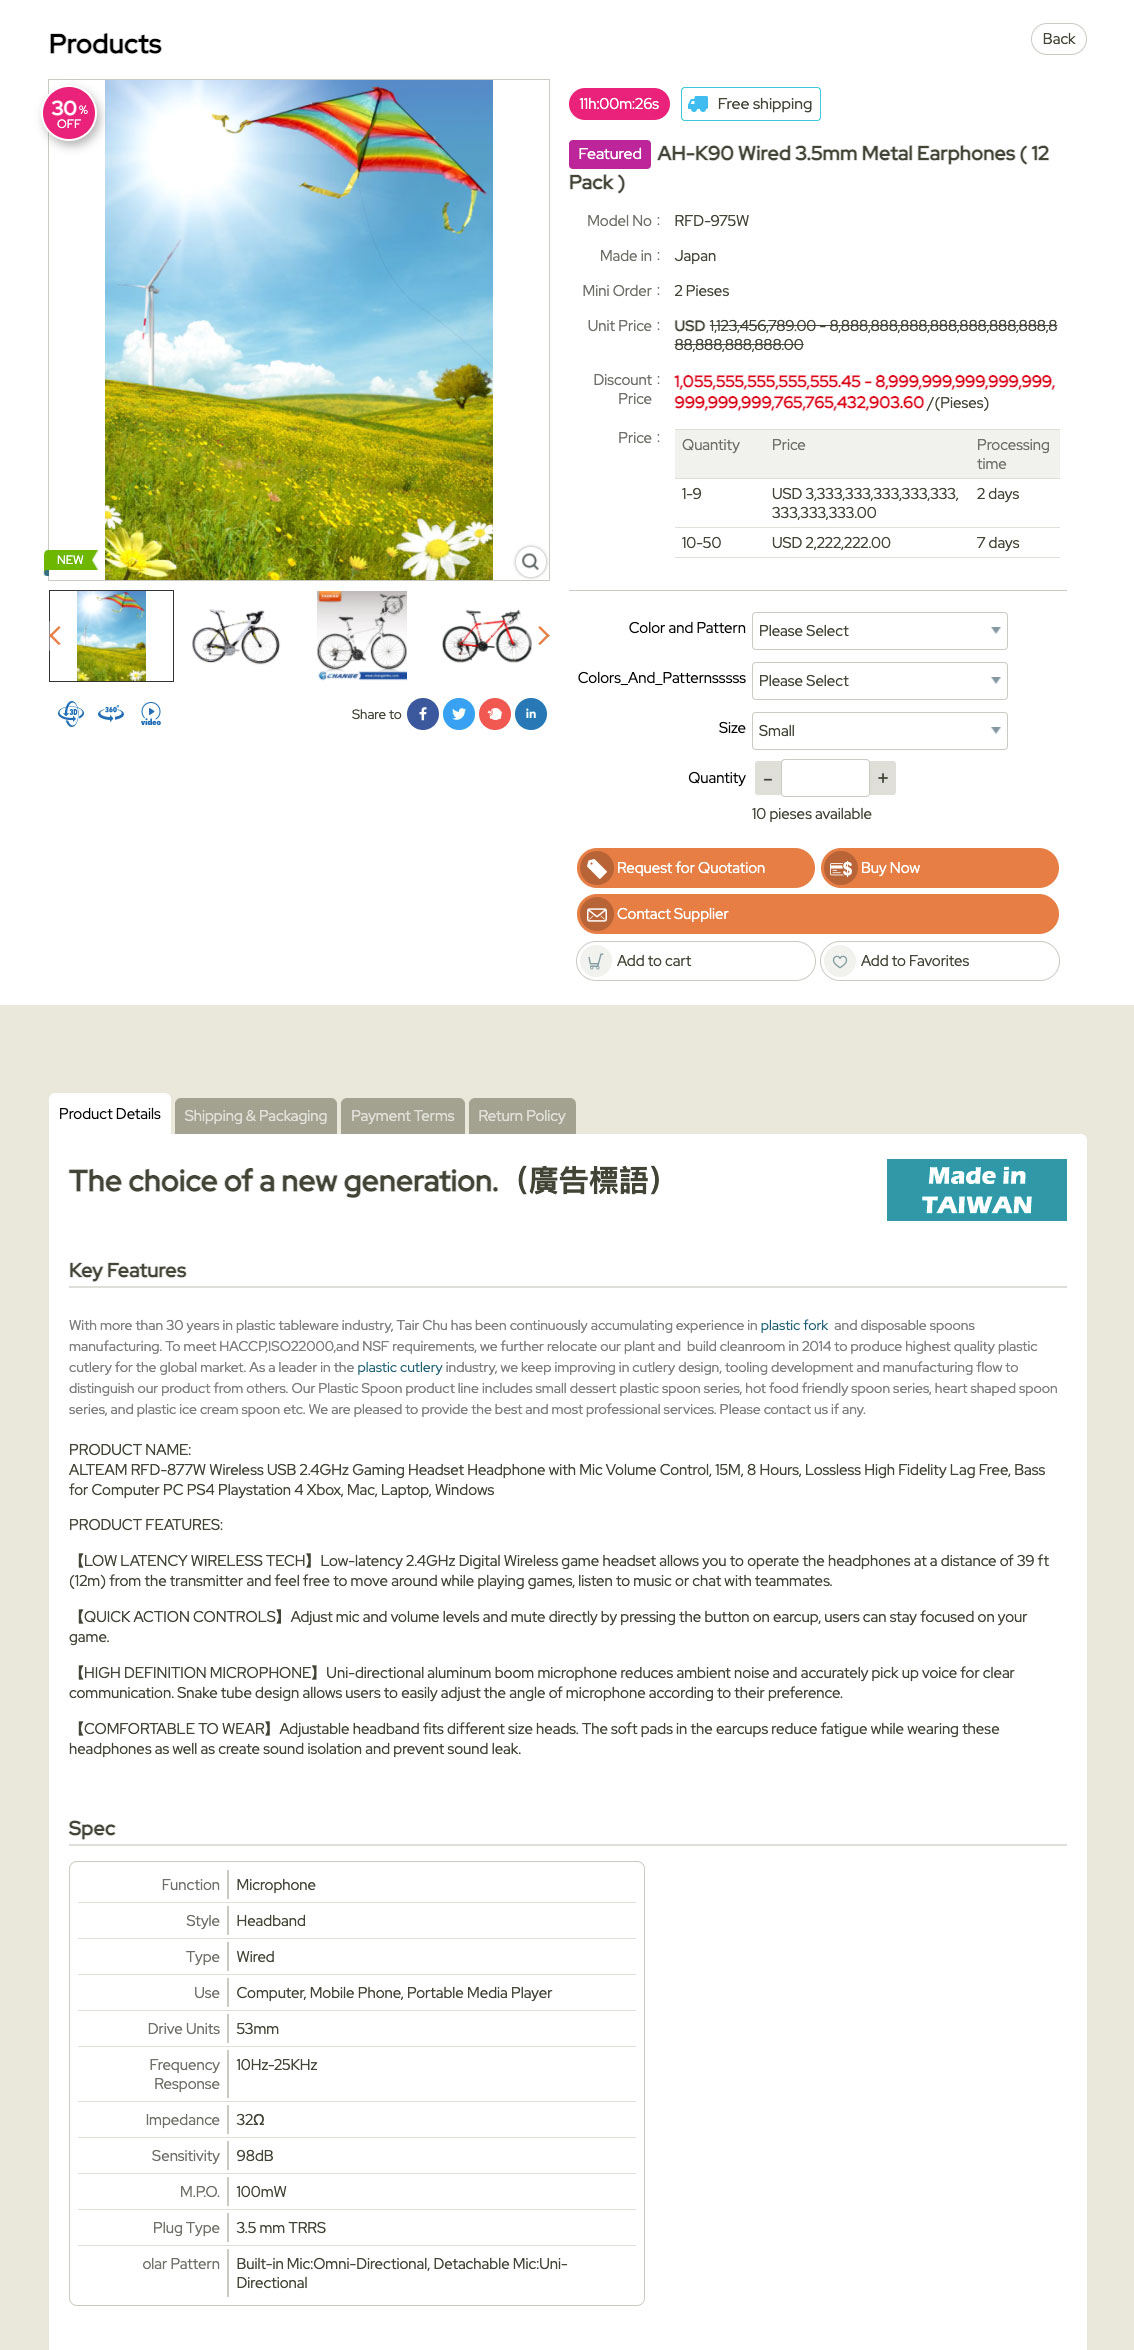 Products
Back
30%
OFF
NEW
CHANGE
3D
360°
video
Share to
11h:00m:26s
Free shipping
Featured AH-K90 Wired 3.5mm Metal Earphones ( 12
Pack )
Model No : RFD-975W
Made in : Japan
Mini Order : 2 Pieses
Unit Price : USD 1,123,456,789.00 - 8,888,888,888,888,888,888,888,8
88,888,888,888.00
Discount : 1,055,555,555,555,555.45 - 8,999,999,999,999,999,
Price 999,999,999,765,765,432,903.60 /(Pieses)
Price :
Quantity Price Processing
time
1-9 USD 3,333,333,333,333,333, 2 days
333,333,333.00
10-50 USD 2,222,222.00 7 days
Color and Pattern Please Select
Colors_And_Patternsssss Please Select
Size Small
Quantity - +
10 pieses available
Request for Quotation
Buy Now
Contact Supplier
Add to cart
Add to Favorites
Product Details
Shipping & Packaging
Payment Terms
Return Policy
The choice of a new generation.（廣告標語）
Made in
TAIWAN
Key Features
With more than 30 years in plastic tableware industry, Tair Chu has been continuously accumulating experience in plastic fork and disposable spoons
manufacturing. To meet HACCP,ISO22000,and NSF requirements, we further relocate our plant and build cleanroom in 2014 to produce highest quality plastic
cutlery for the global market. As a leader in the plastic cutlery industry, we keep improving in cutlery design, tooling development and manufacturing flow to
distinguish our product from others. Our Plastic Spoon product line includes small dessert plastic spoon series, hot food friendly spoon series, heart shaped spoon
series, and plastic ice cream spoon etc. We are pleased to provide the best and most professional services. Please contact us if any.
PRODUCT NAME:
ALTEAM RFD-877W Wireless USB 2.4GHz Gaming Headset Headphone with Mic Volume Control, 15M, 8 Hours, Lossless High Fidelity Lag Free, Bass
for Computer PC PS4 Playstation 4 Xbox, Mac, Laptop, Windows
PRODUCT FEATURES:
【LOW LATENCY WIRELESS TECH】Low-latency 2.4GHz Digital Wireless game headset allows you to operate the headphones at a distance of 39 ft
(12m) from the transmitter and feel free to move around while playing games, listen to music or chat with teammates.
【QUICK ACTION CONTROLS】Adjust mic and volume levels and mute directly by pressing the button on earcup, users can stay focused on your
game.
【HIGH DEFINITION MICROPHONE】Uni-directional aluminum boom microphone reduces ambient noise and accurately pick up voice for clear
communication. Snake tube design allows users to easily adjust the angle of microphone according to their preference.
【COMFORTABLE TO WEAR】Adjustable headband fits different size heads. The soft pads in the earcups reduce fatigue while wearing these
headphones as well as create sound isolation and prevent sound leak.
Spec
Function Microphone
Style Headband
Type Wired
Use Computer, Mobile Phone, Portable Media Player
Drive Units 53mm
Frequency 10Hz-25KHz
Response
Impedance 32Ω
Sensitivity 98dB
M.P.O. 100mW
Plug Type 3.5 mm TRRS
olar Pattern Built-in Mic:Omni-Directional, Detachable Mic:Uni-
Directional